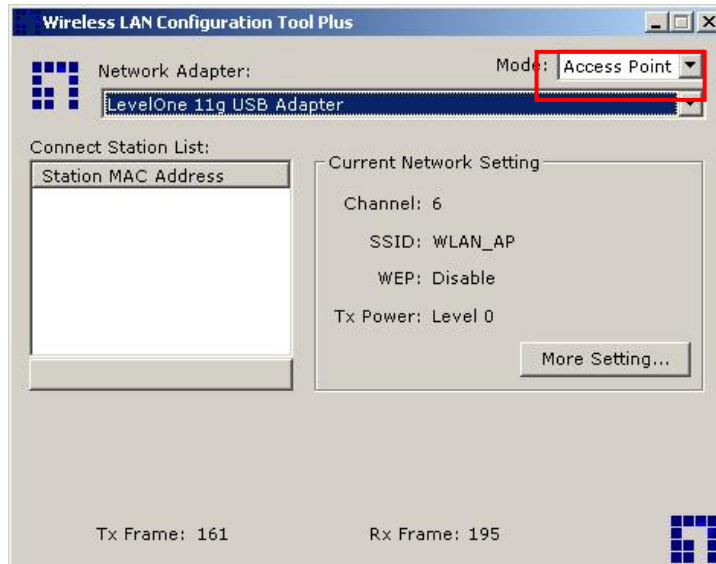 Wireless LAN Configuration Tool Plus
Network Adapter:
Mode: Access Point
LevelOne 11g USB Adapter
Connect Station List:
Station MAC Address
Current Network Setting
Channel: 6
SSID: WLAN_AP
WEP: Disable
Tx Power: Level 0
More Setting...
Tx Frame: 161
Rx Frame: 195